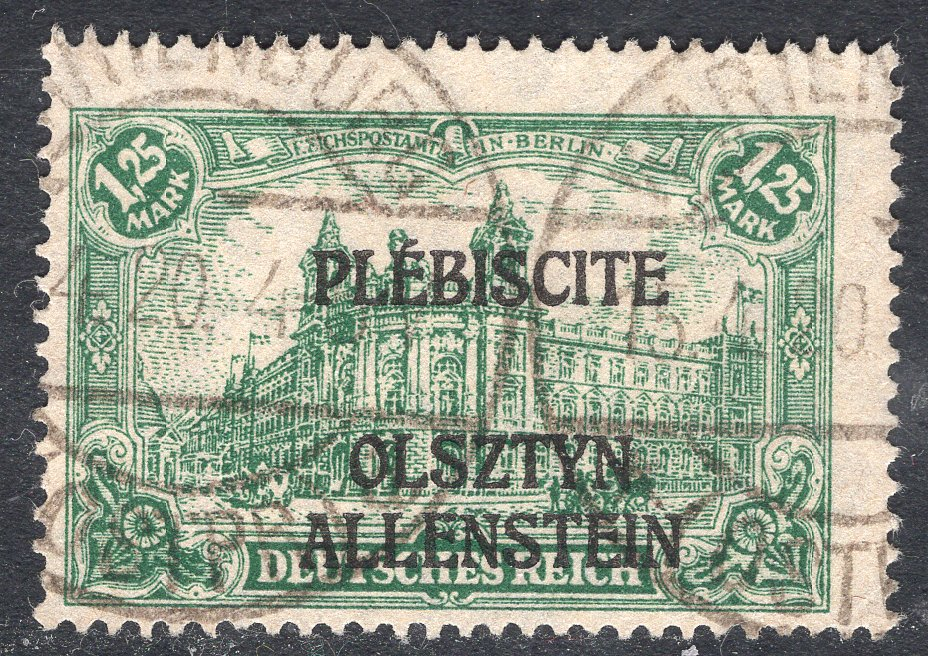 REICHSPOSTAMT IN·BERLIN·
1,25 MARK
1,25 MARK
PLÉBISCITE
OLSZTYN
ALLENSTEIN
DEUTSCHES REICH